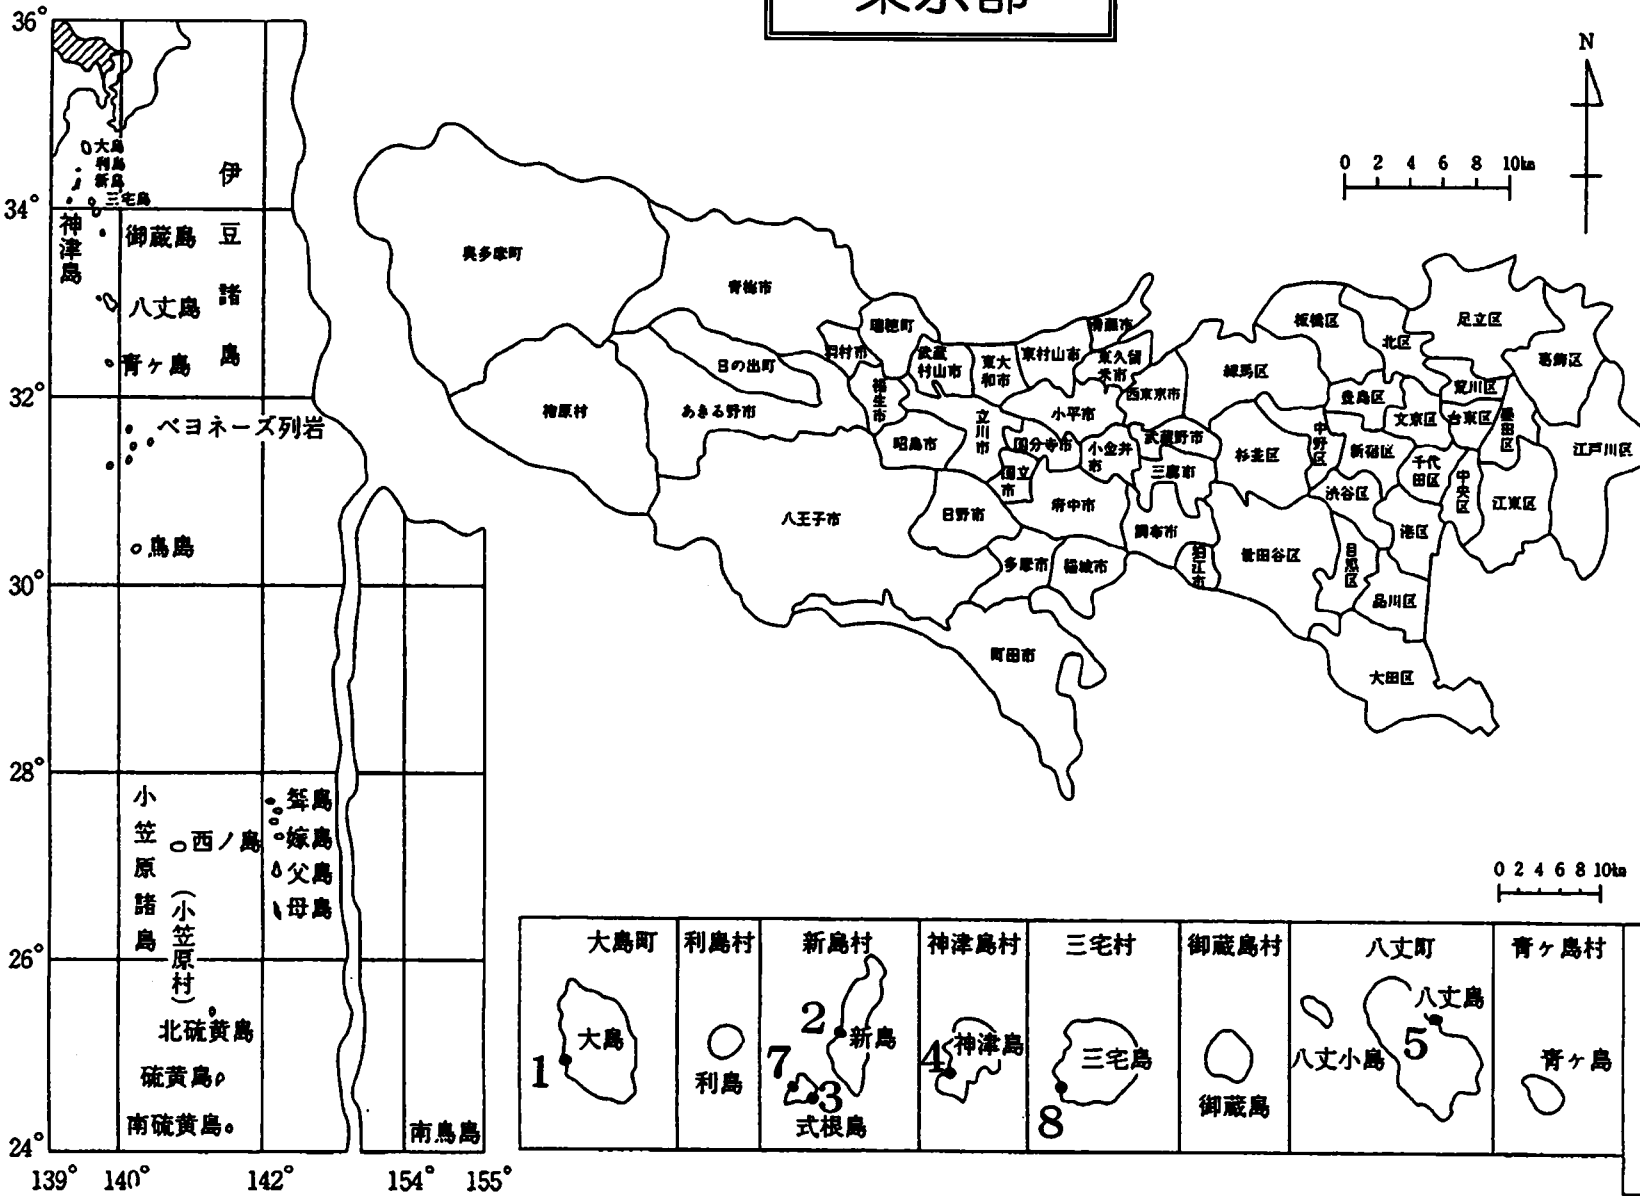 東京都
36°
34°
32°
30°
28°
26°
24°
139°
140°
142°
154°
155°
大島
利島
新島
三宅島
神津島
御蔵島
八丈島
青ヶ島
伊豆諸島
ベヨネーズ列岩
鳥島
小笠原諸島
(小笠原村)
聟島
西ノ島
嫁島
父島
母島
北硫黄島
硫黄島
南硫黄島
南鳥島
N
0 2 4 6 8 10km
奥多摩町
青梅市
瑞穂町
羽村市
日の出町
檜原村
あきる野市
福生市
武蔵
村山市
東大
和市
東村山市
清瀬市
東久留
米市
西東京市
小平市
立川市
昭島市
国分寺市
小金井
市
武蔵野市
三鷹市
国立
市
府中市
調布市
狛江市
八王子市
日野市
多摩市
稲城市
町田市
板橋区
北区
足立区
葛飾区
練馬区
豊島区
荒川区
文京区
台東区
墨田区
江戸川区
中野区
杉並区
新宿区
千代
田区
中央区
江東区
渋谷区
港区
世田谷区
目黒区
品川区
大田区
0 2 4 6 8 10km
大島町
大島
1
利島村
利島
新島村
2
新島
7
3
式根島
神津島村
4
神津島
三宅村
三宅島
8
御蔵島村
御蔵島
八丈町
八丈島
5
八丈小島
青ヶ島村
青ヶ島